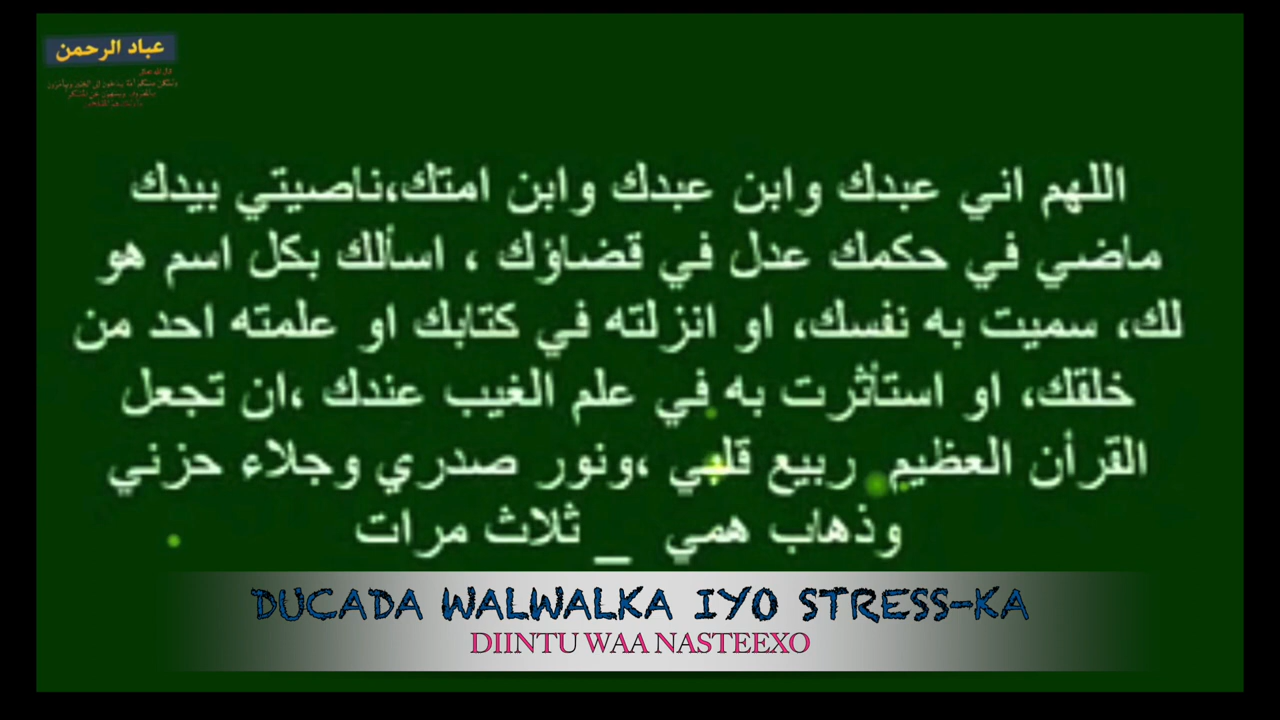 عباد الرحمن
قال الله تعالى
اللهم اني عبدك وابن عبدك وابن امتك،ناصيتي بيدك
ماضي في حكمك عدل في قضاؤك ، اسألك بكل اسم هو
لك، سميت به نفسك، او انزلته في كتابك او علمته احد من
خلقك، او استأثرت به في علم الغيب عندك ،ان تجعل
القرأن العظيم ربيع قلبي ،ونور صدري وجلاء حزني
وذهاب همي _ ثلاث مرات
DUCADA WALWALKA IYO STRESS-KA
DIINTU WAA NASTEEXO